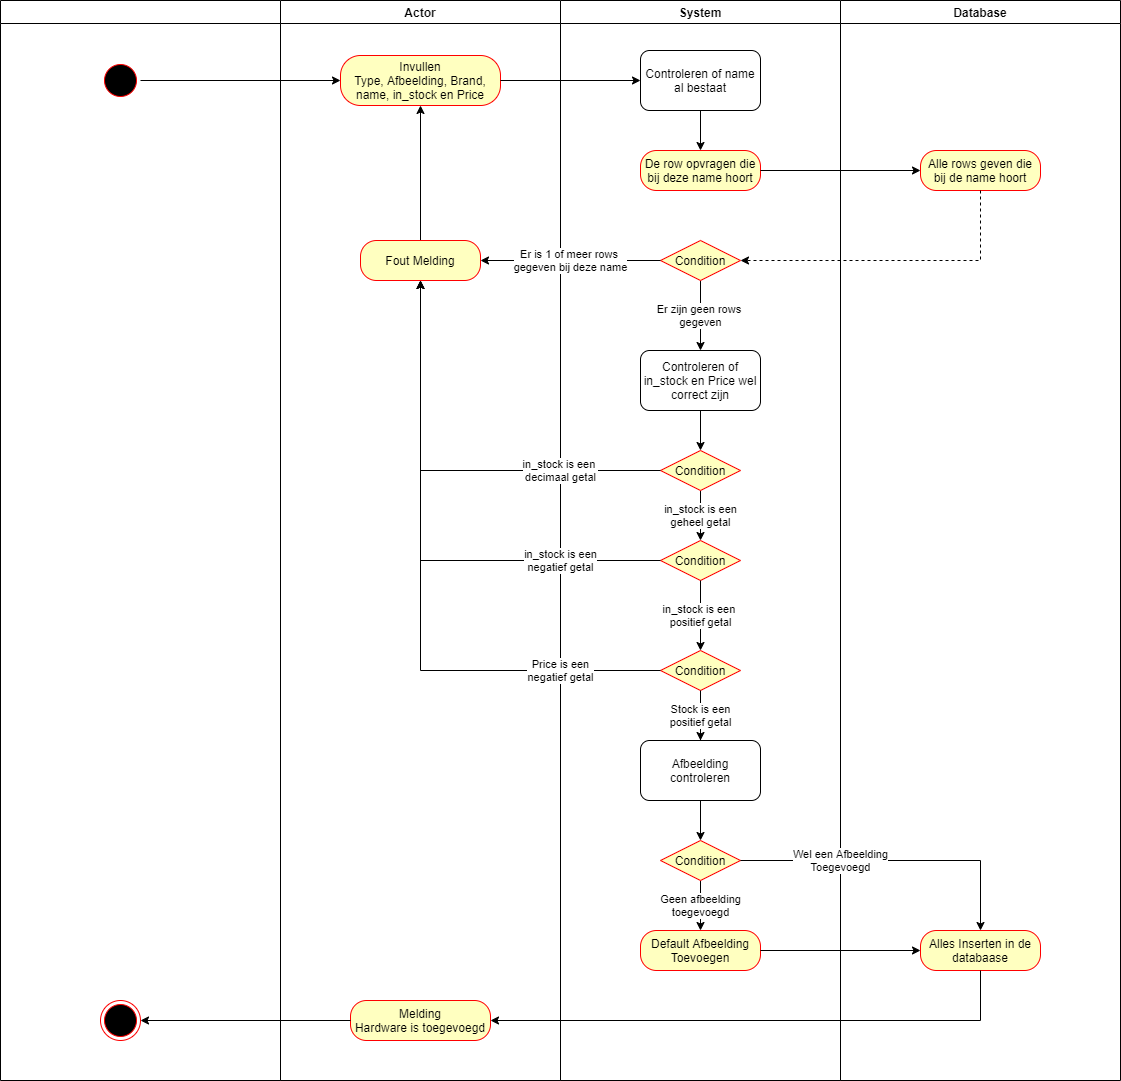 Actor
System
Database
Invullen
Type, Afbeelding, Brand,
name, in_stock en Price
Controleren of name
al bestaat
De row opvragen die
bij deze name hoort
Alle rows geven die
bij de name hoort
Fout Melding
Er is 1 of meer rows
gegeven bij deze name
Condition
Er zijn geen rows
gegeven
Controleren of
in_stock en Price wel
correct zijn
in_stock is een
decimaal getal
Condition
in_stock is een
geheel getal
in_stock is een
negatief getal
Condition
in_stock is een
positief getal
Price is een
negatief getal
Condition
Stock is een
positief getal
Afbeelding
controleren
Condition
Wel een Afbeelding
Toegevoegd
Geen afbeelding
toegevoegd
Default Afbeelding
Toevoegen
Alles Inserten in de
databaase
Melding
Hardware is toegevoegd